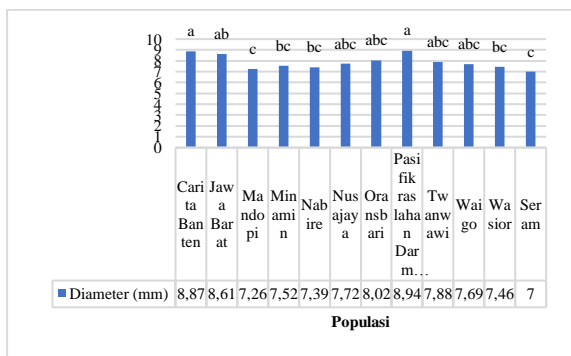 a ab c bc bc abc abc a abc abc bc c
10
9
8
7
6
5
4
3
2
1
0
Cari ta Ban ten
Jaw a Bar at
Ma ndo pi
Min ami n
Nab ire
Nus ajay a
Ora nsb ari
Pasi fik ras laha n Dar m…
Tw anw awi
Wai go
Wa sior
Ser am
Diameter (mm) 8,87 8,61 7,26 7,52 7,39 7,72 8,02 8,94 7,88 7,69 7,46 7
Populasi